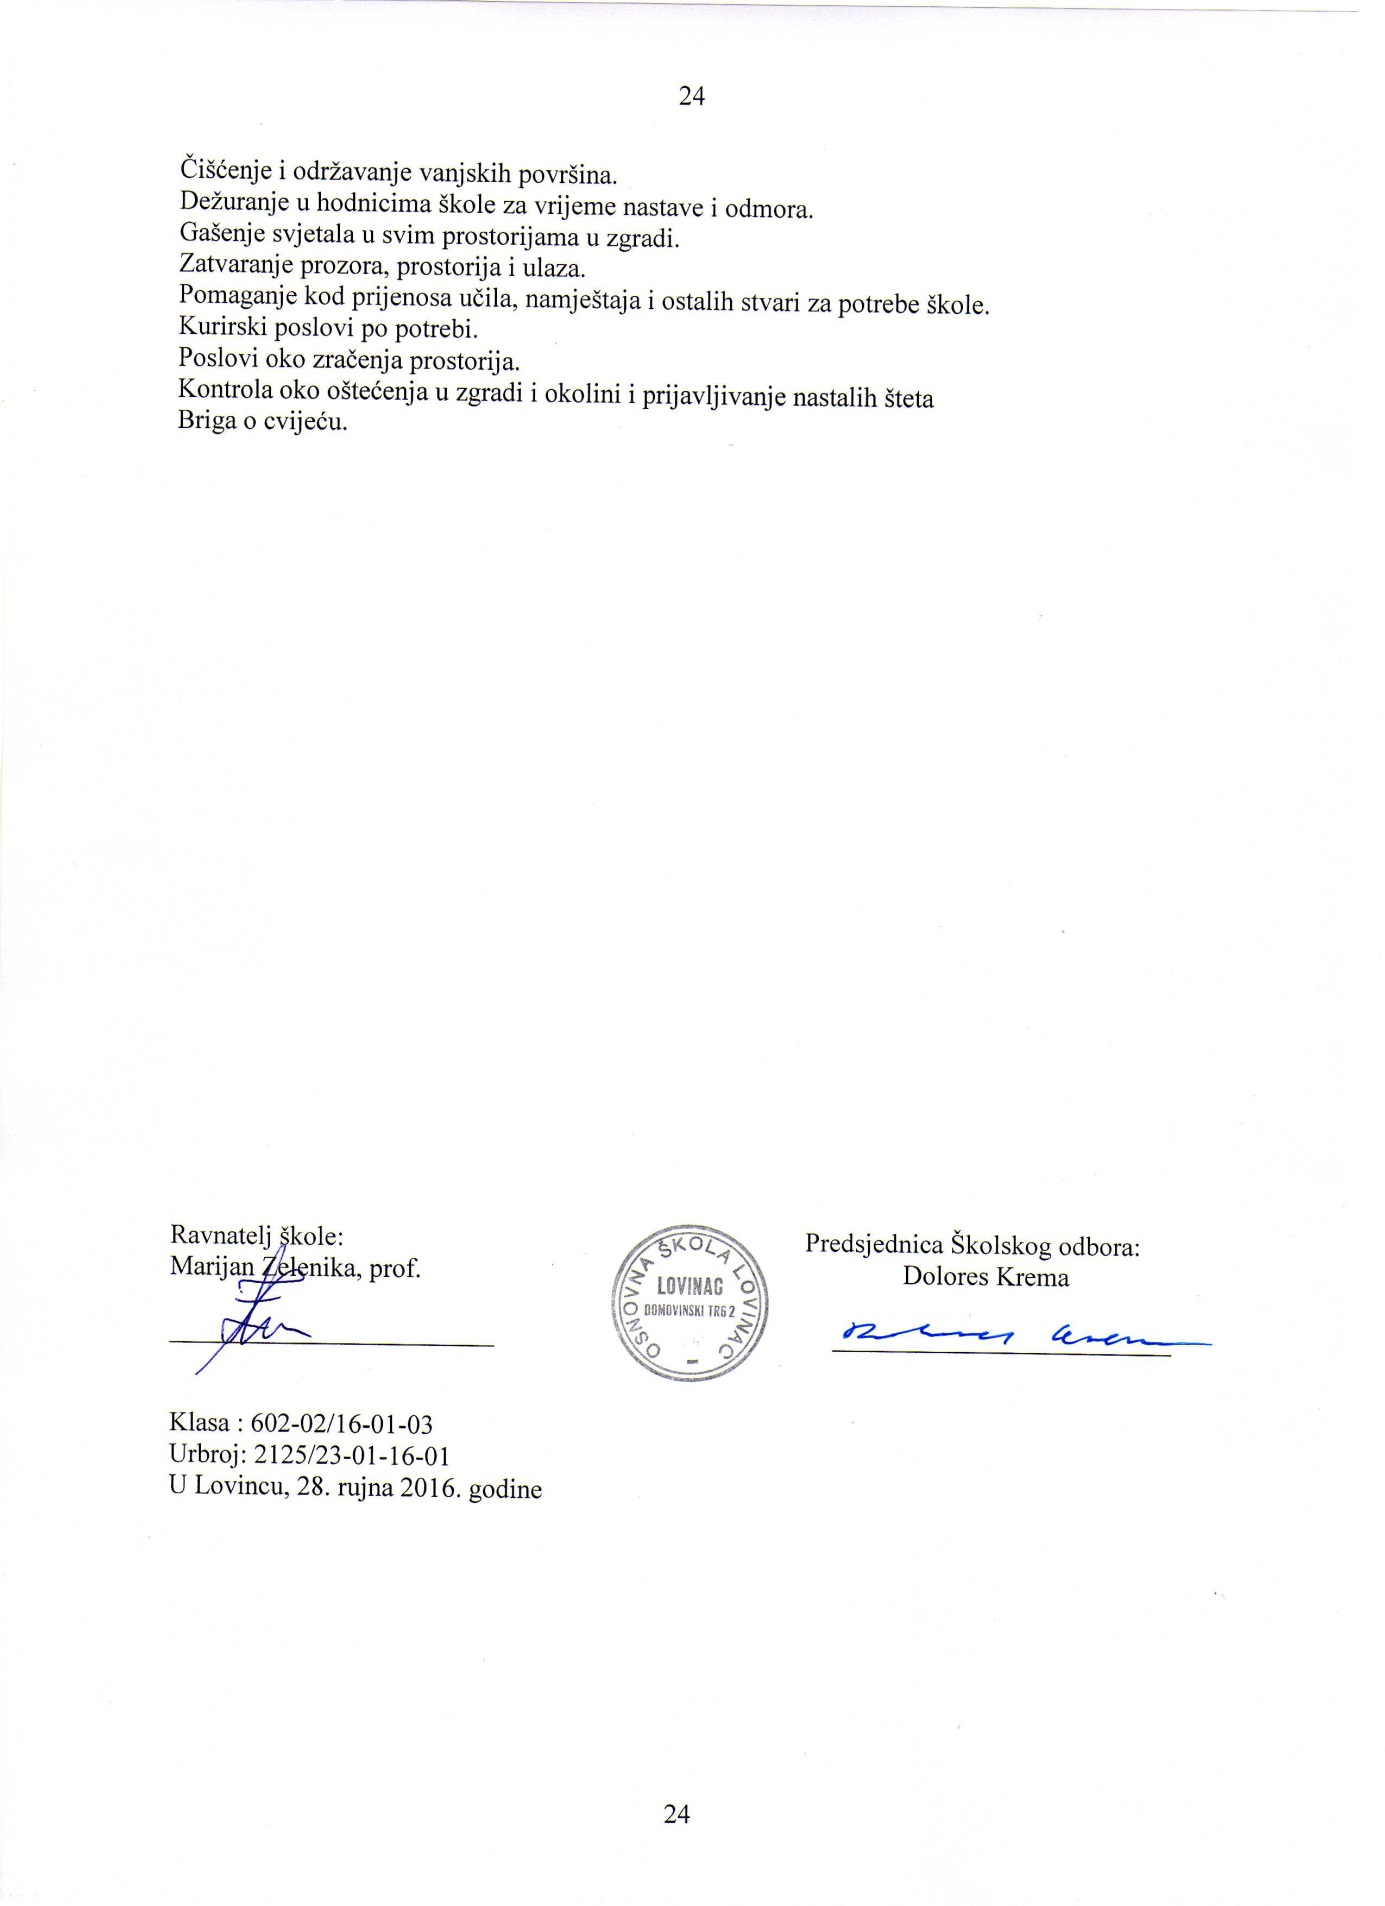 24
Čišćenje i održavanje vanjskih površina.
Dežuranje u hodnicima škole za vrijeme nastave i odmora.
Gašenje svjetala u svim prostorijama u zgradi.
Zatvaranje prozora, prostorija i ulaza.
Pomaganje kod prijenosa učila, namještaja i ostalih stvari za potrebe škole.
Kurirski poslovi po potrebi.
Poslovi oko zračenja prostorija.
Kontrola oko oštećenja u zgradi i okolini i prijavljivanje nastalih šteta
Briga o cvijeću.
Ravnatelj škole:
Marijan Zelenika, prof.
OSNOVNA ŠKOLA LOVINAC
LOVINAC
DOMOVINSKI TRG 2
Predsjednica Školskog odbora:
Dolores Krema
Klasa : 602-02/16-01-03
Urbroj: 2125/23-01-16-01
U Lovincu, 28. rujna 2016. godine
24